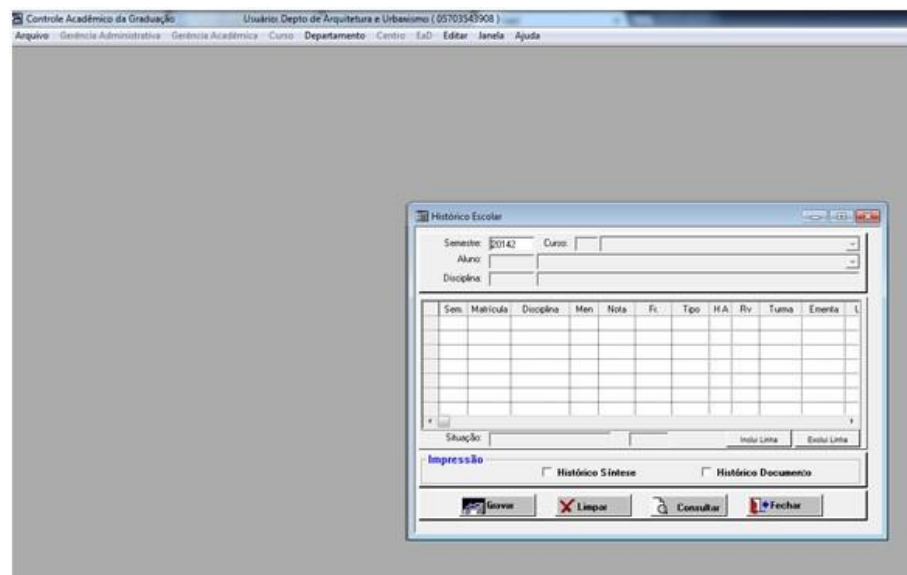 Controle Acadêmico da Graduação Usuário: Depto de Arquitetura e Urbanismo ( 05703543908 )
Arquivo Gerência Administrativa Gerência Acadêmica Curso Departamento Centro EaD Editar Janela Ajuda
Histórico Escolar
Semestre: 20142 Curso:
Aluno:
Disciplina:
Sem. Matrícula Disciplina Men Nota Fr. Tipo H A Rv Turma Ementa
Situação: Inclui Linha Exclui Linha
Impressão
Histórico Síntese Histórico Documento
Gravar Limpar Consultar Fechar